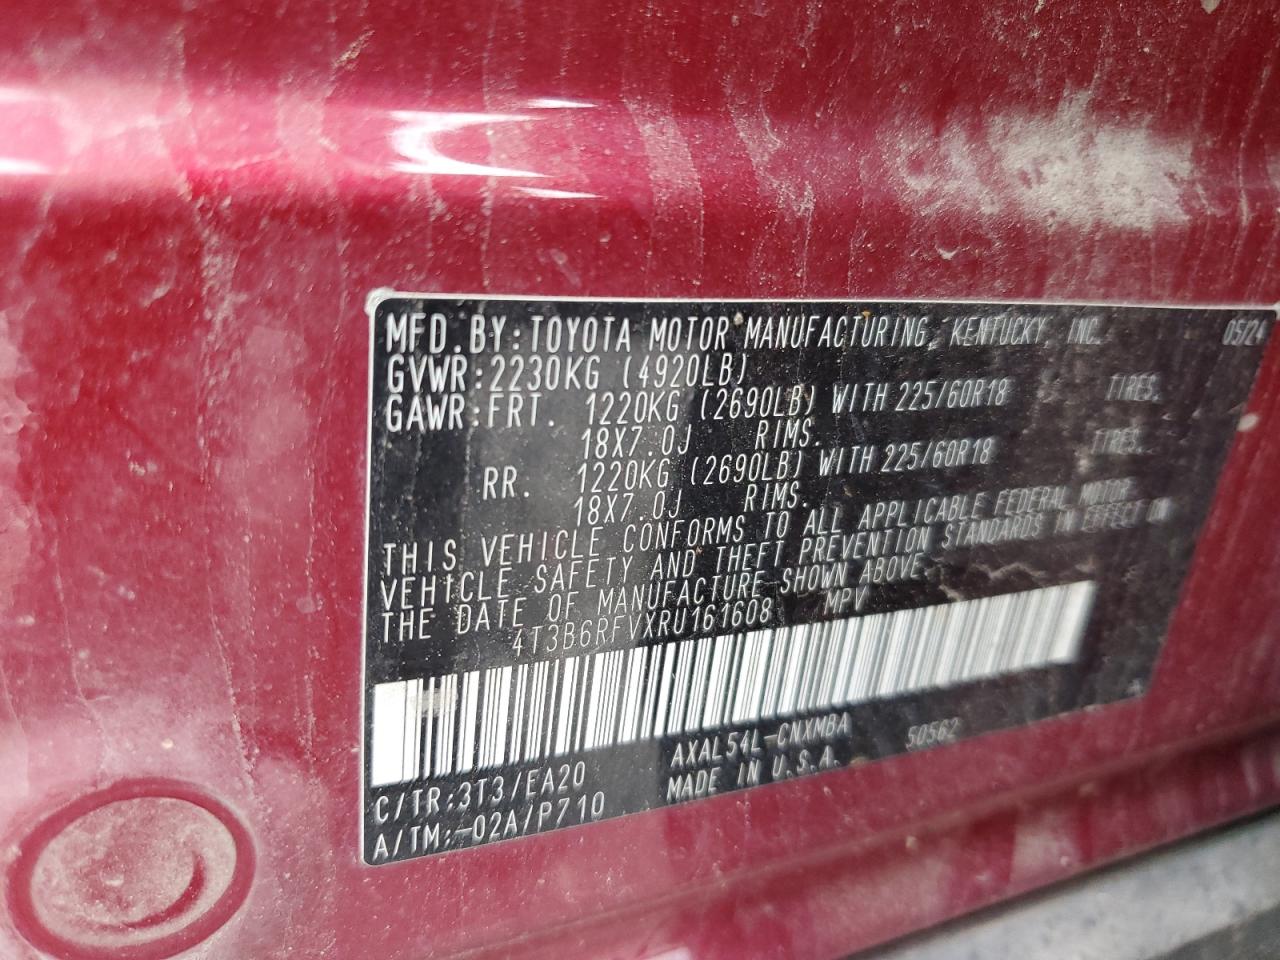 MFD.BY:TOYOTA MOTOR MANUFACTURING, KENTUCKY, INC. 05/24
GVWR:2230KG (4920LB)
GAWR:FRT. 1220KG (2690LB) WITH 225/60R18 TIRES.
18X7.0J RIMS.
RR. 1220KG (2690LB) WITH 225/60R18 TIRES.
18X7.0J RIMS.
THIS VEHICLE CONFORMS TO ALL APPLICABLE FEDERAL MOTOR
VEHICLE SAFETY AND THEFT PREVENTION STANDARDS IN EFFECT ON
THE DATE OF MANUFACTURE SHOWN ABOVE.
4T3B6RFVXRU161608 MPV
AXAL54L-CNXMBA 50562
C/TR:3T3/EA20 MADE IN U.S.A.
A/TM:-02A/P710